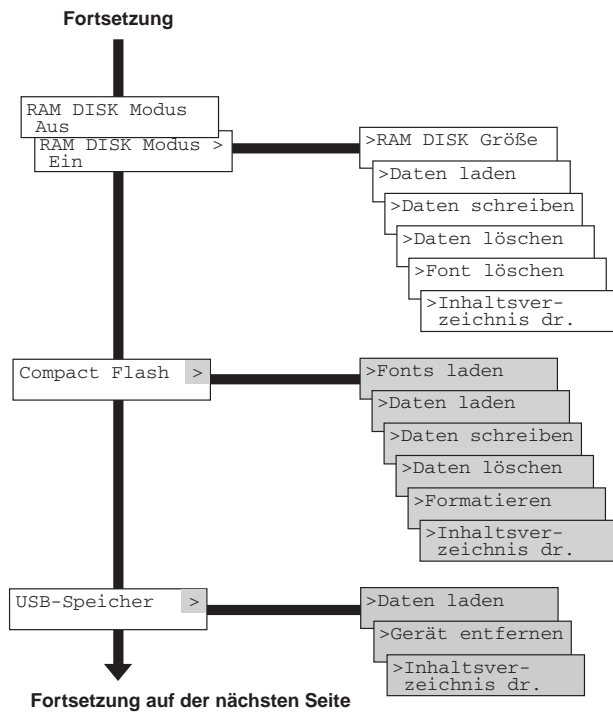 Fortsetzung
RAM DISK Modus
Aus
RAM DISK Modus >
Ein
>RAM DISK Größe
>Daten laden
>Daten schreiben
>Daten löschen
>Font löschen
>Inhaltsver-
zeichnis dr.
Compact Flash >
>Fonts laden
>Daten laden
>Daten schreiben
>Daten löschen
>Formatieren
>Inhaltsver-
zeichnis dr.
USB-Speicher >
>Daten laden
>Gerät entfernen
>Inhaltsver-
zeichnis dr.
Fortsetzung auf der nächsten Seite